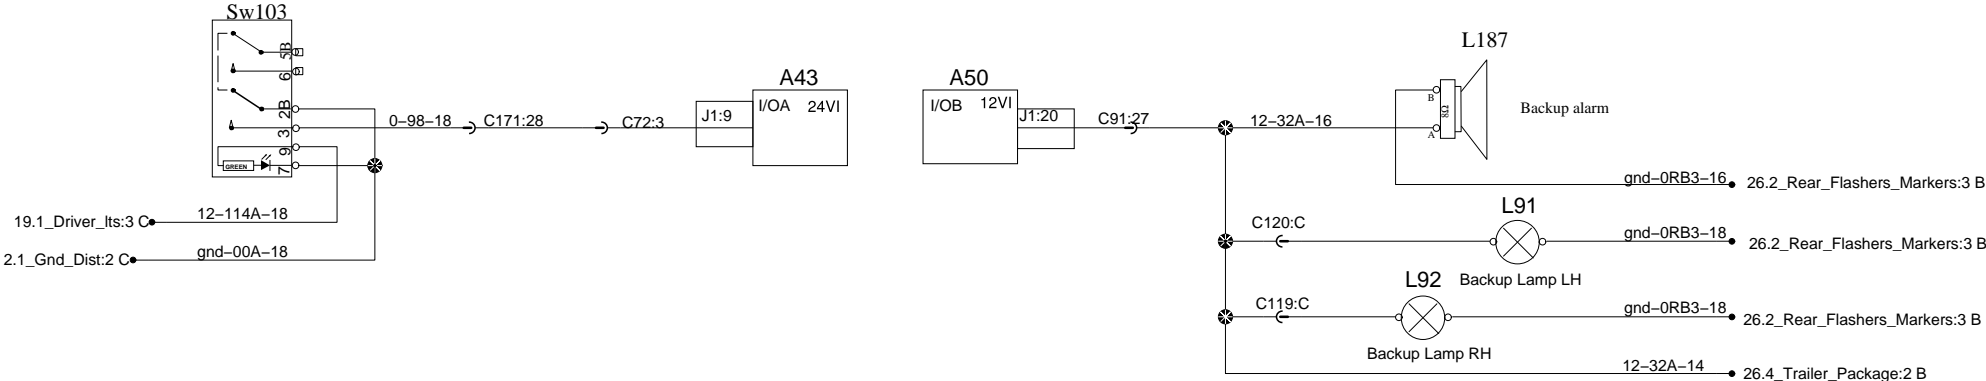 Sw103
5B
6
2B
3
9
7
GREEN
0-98-18
C171:28
C72:3
J1:9
A43
I/OA 24VI
19.1_Driver_lts:3 C
12-114A-18
2.1_Gnd_Dist:2 C
gnd-00A-18
A50
I/OB 12VI
J1:20
C91:27
12-32A-16
L187
B
8Ω
A
Backup alarm
gnd-0RB3-16
26.2_Rear_Flashers_Markers:3 B
C120:C
L91
gnd-0RB3-18
26.2_Rear_Flashers_Markers:3 B
Backup Lamp LH
C119:C
L92
gnd-0RB3-18
26.2_Rear_Flashers_Markers:3 B
Backup Lamp RH
12-32A-14
26.4_Trailer_Package:2 B